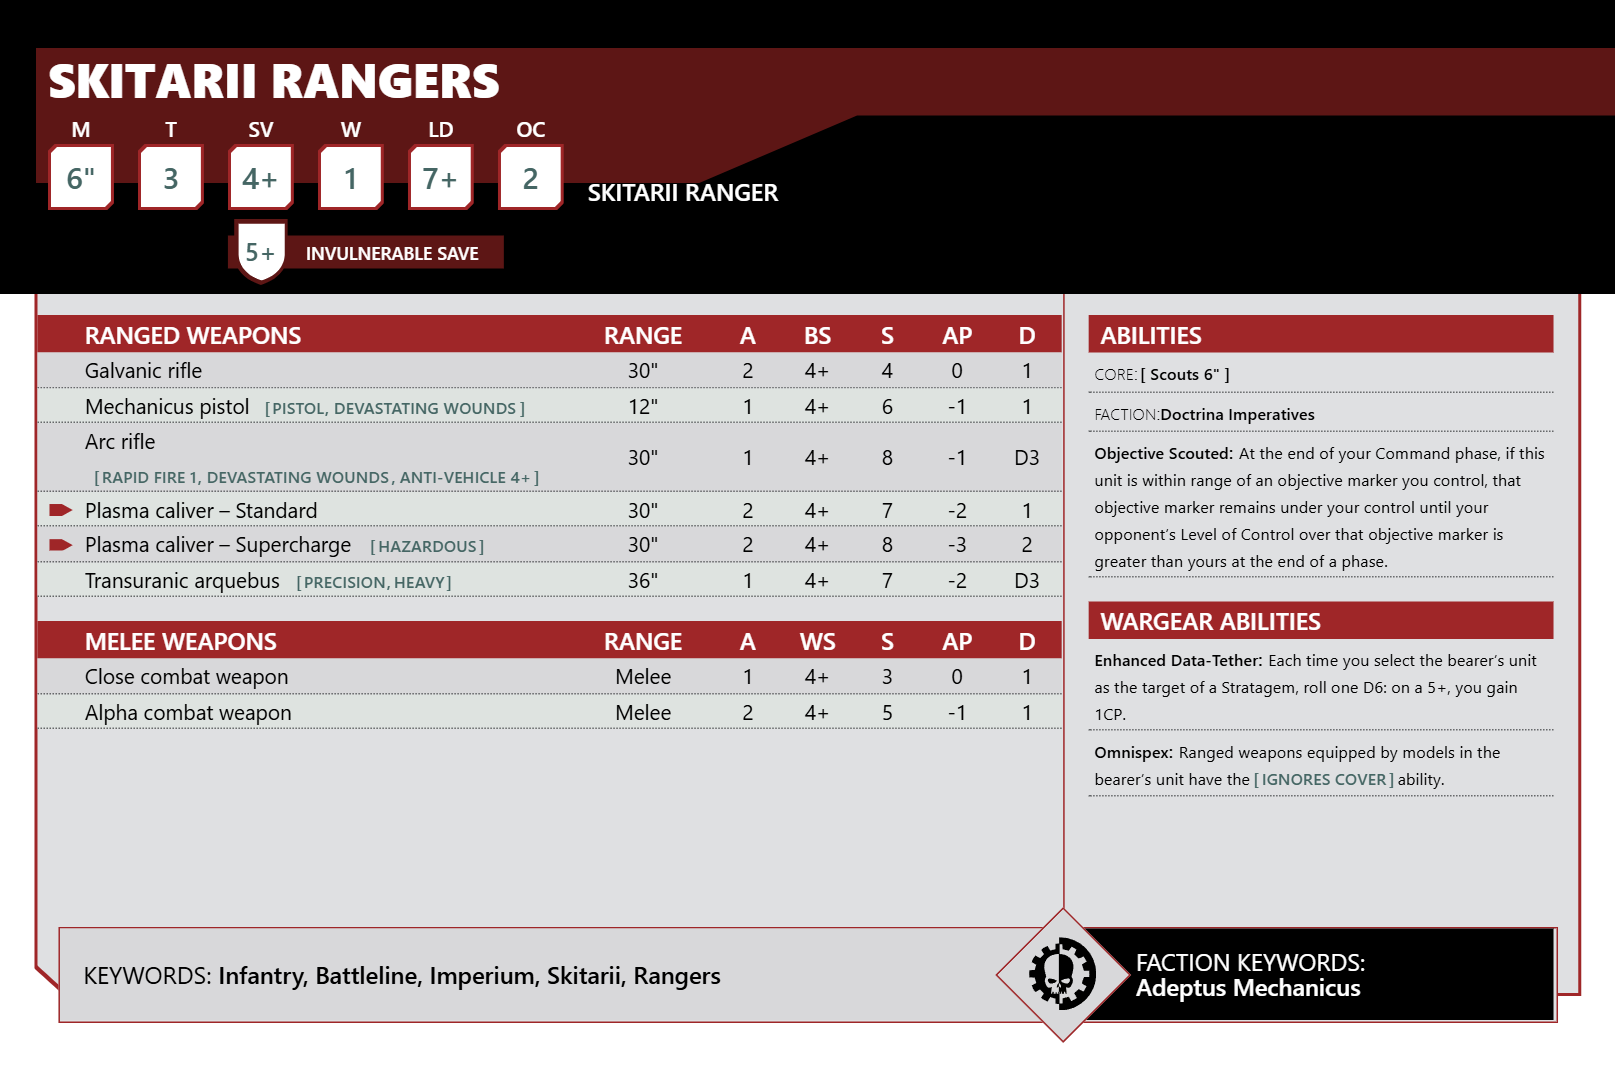 SKITARII RANGERS
M T SV W LD OC
6" 3 4+ 1 7+ 2 SKITARII RANGER
5+ INVULNERABLE SAVE
RANGED WEAPONS RANGE A BS S AP D
Galvanic rifle 30" 2 4+ 4 0 1
Mechanicus pistol [PISTOL, DEVASTATING WOUNDS] 12" 1 4+ 6 -1 1
Arc rifle
[RAPID FIRE 1, DEVASTATING WOUNDS, ANTI-VEHICLE 4+] 30" 1 4+ 8 -1 D3
Plasma caliver – Standard 30" 2 4+ 7 -2 1
Plasma caliver – Supercharge [HAZARDOUS] 30" 2 4+ 8 -3 2
Transuranic arquebus [PRECISION, HEAVY] 36" 1 4+ 7 -2 D3
MELEE WEAPONS RANGE A WS S AP D
Close combat weapon Melee 1 4+ 3 0 1
Alpha combat weapon Melee 2 4+ 5 -1 1
ABILITIES
CORE: [ Scouts 6" ]
FACTION:Doctrina Imperatives
Objective Scouted: At the end of your Command phase, if this
unit is within range of an objective marker you control, that
objective marker remains under your control until your
opponent's Level of Control over that objective marker is
greater than yours at the end of a phase.
WARGEAR ABILITIES
Enhanced Data-Tether: Each time you select the bearer's unit
as the target of a Stratagem, roll one D6: on a 5+, you gain
1CP.
Omnispex: Ranged weapons equipped by models in the
bearer's unit have the [IGNORES COVER] ability.
KEYWORDS: Infantry, Battleline, Imperium, Skitarii, Rangers
FACTION KEYWORDS:
Adeptus Mechanicus